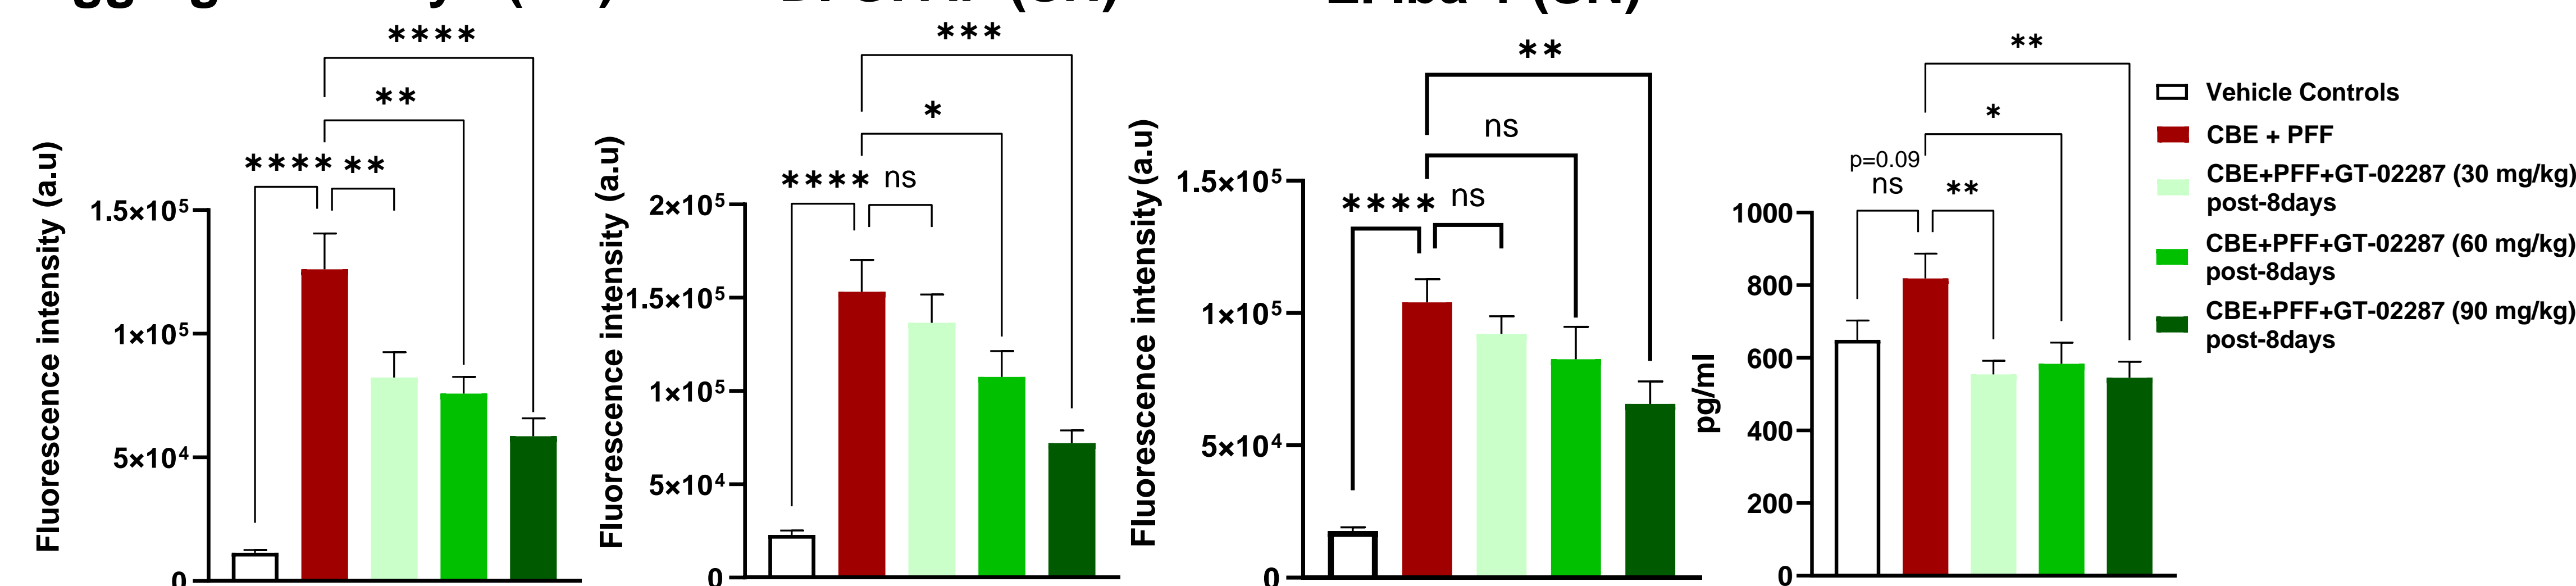 ****
**
**** **
Fluorescence intensity (a.u)
1.5×10⁵
1×10⁵
5×10⁴
0
***
*
**** ns
Fluorescence intensity (a.u)
2×10⁵
1.5×10⁵
1×10⁵
5×10⁴
0
**
ns
**** ns
Fluorescence intensity (a.u)
1.5×10⁵
1×10⁵
5×10⁴
0
**
*
p=0.09
ns **
pg/ml
1000
800
600
400
200
0
Vehicle Controls
CBE + PFF
CBE+PFF+GT-02287 (30 mg/kg)
post-8days
CBE+PFF+GT-02287 (60 mg/kg)
post-8days
CBE+PFF+GT-02287 (90 mg/kg)
post-8days